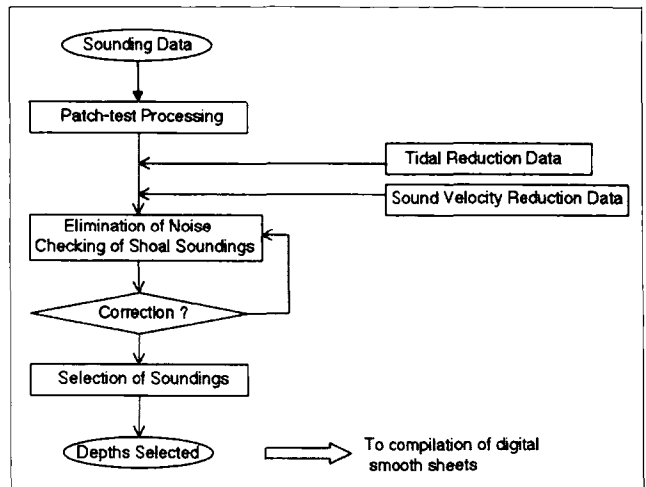 Sounding Data
Patch-test Processing
Tidal Reduction Data
Sound Velocity Reduction Data
Elimination of Noise
Checking of Shoal Soundings
Correction ?
Selection of Soundings
Depths Selected
To compilation of digital
smooth sheets